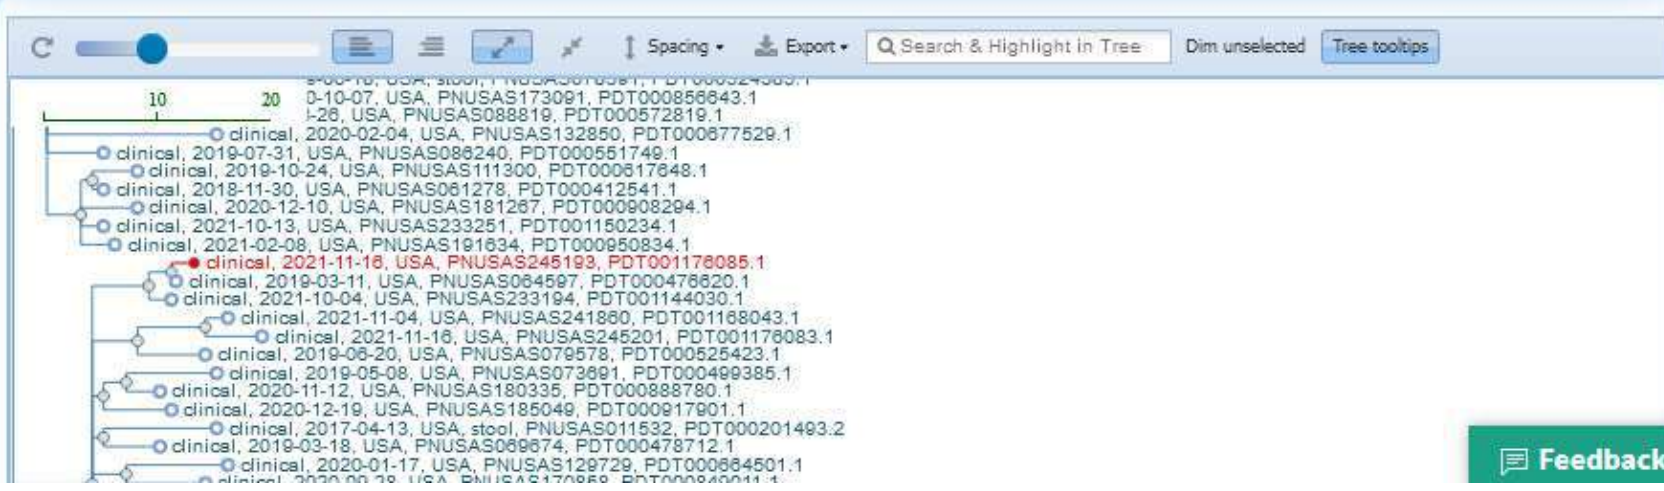 Spacing Export Search & Highlight in Tree Dim unselected Tree tooltips
10 20
0-10-07, USA, PNUSAS173091, PDT000856643.1
-26, USA, PNUSAS088819, PDT000572819.1
clinical, 2020-02-04, USA, PNUSAS132850, PDT000677529.1
clinical, 2019-07-31, USA, PNUSAS086240, PDT000551749.1
clinical, 2019-10-24, USA, PNUSAS111300, PDT000617648.1
clinical, 2018-11-30, USA, PNUSAS061278, PDT000412541.1
clinical, 2020-12-10, USA, PNUSAS181267, PDT000908294.1
clinical, 2021-10-13, USA, PNUSAS233251, PDT001150234.1
clinical, 2021-02-08, USA, PNUSAS191634, PDT000950834.1
clinical, 2021-11-16, USA, PNUSAS245193, PDT001176085.1
clinical, 2019-03-11, USA, PNUSAS064597, PDT000476620.1
clinical, 2021-10-04, USA, PNUSAS233194, PDT001144030.1
clinical, 2021-11-04, USA, PNUSAS241860, PDT001168043.1
clinical, 2021-11-16, USA, PNUSAS245201, PDT001176083.1
clinical, 2019-06-20, USA, PNUSAS079578, PDT000525423.1
clinical, 2019-05-08, USA, PNUSAS073691, PDT000499385.1
clinical, 2020-11-12, USA, PNUSAS180335, PDT000888780.1
clinical, 2020-12-19, USA, PNUSAS185049, PDT000917901.1
clinical, 2017-04-13, USA, stool, PNUSAS011532, PDT000201493.2
clinical, 2019-03-18, USA, PNUSAS069674, PDT000478712.1
clinical, 2020-01-17, USA, PNUSAS129729, PDT000664501.1
clinical, 2020-09-28, USA, PNUSAS170858, PDT000849011.1
Feedback